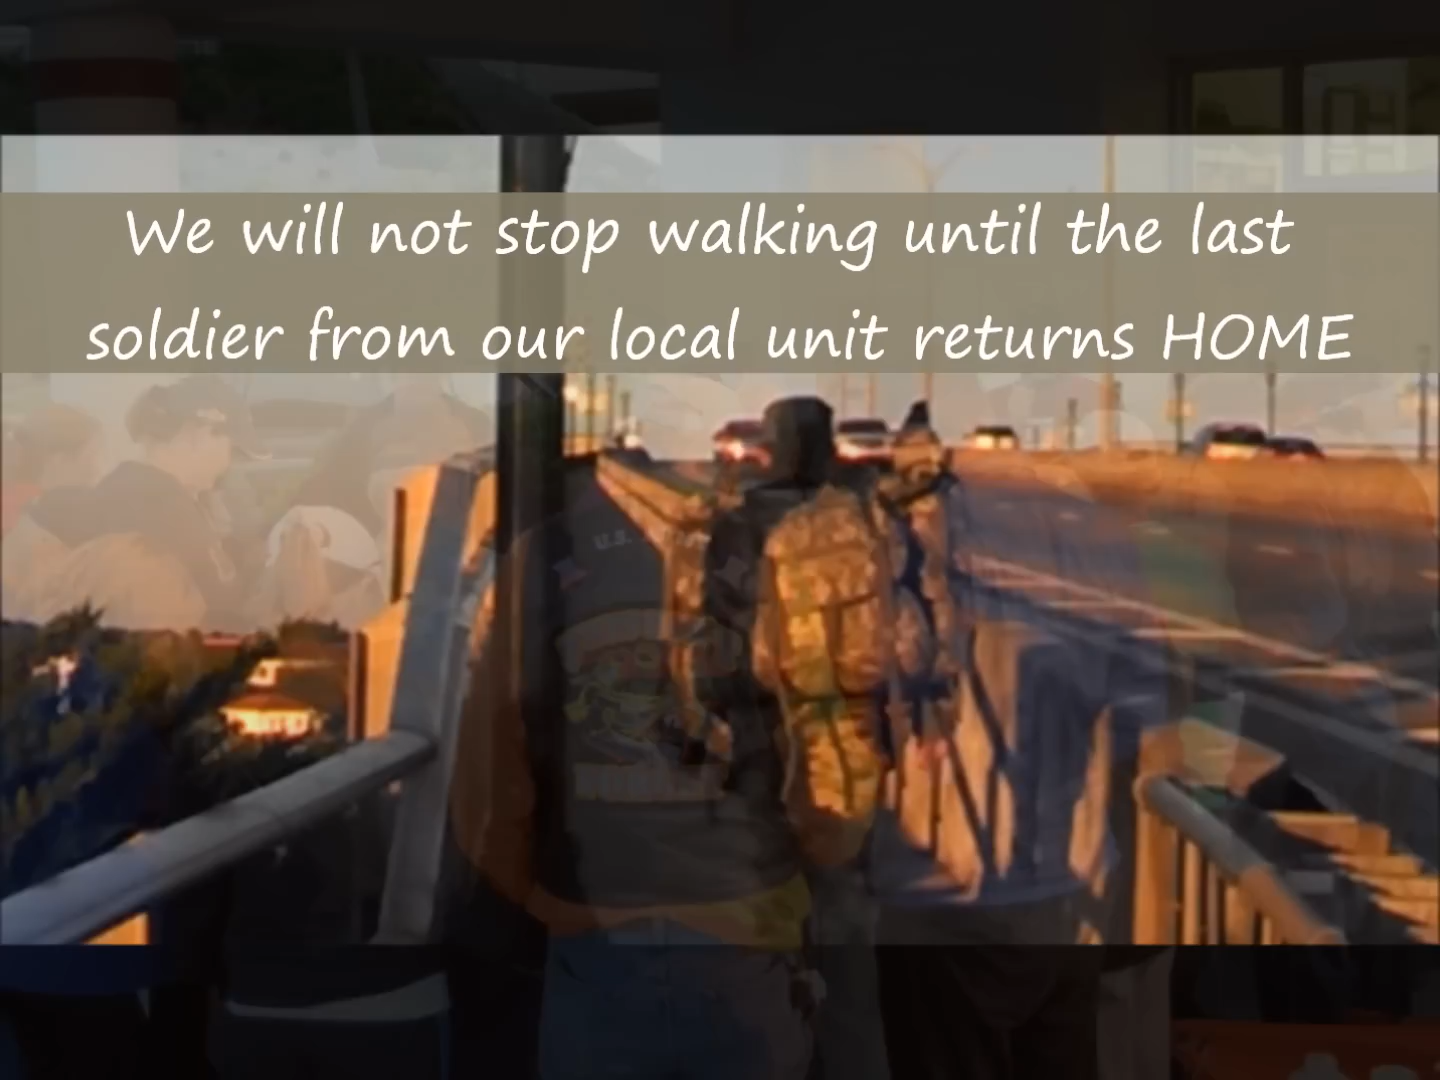 We will not stop walking until the last
soldier from our local unit returns HOME
U.S.